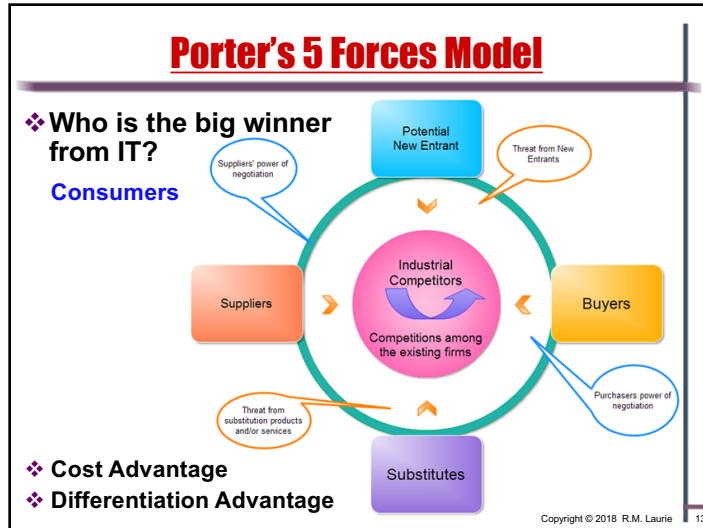 Porter's 5 Forces Model
❖Who is the big winner
from IT?
Consumers
Potential
New Entrant
Suppliers' power of
negotiation
Threat from New
Entrants
Suppliers
Industrial
Competitors
Competitions among
the existing firms
Buyers
Threat from
substitution products
and/or services
Purchasers power of
negotiation
Substitutes
❖ Cost Advantage
❖ Differentiation Advantage
Copyright © 2018 R.M. Laurie 13